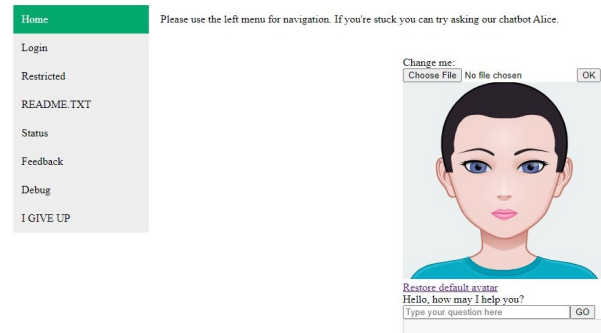 Home
Please use the left menu for navigation. If you're stuck you can try asking our chatbot Alice.
Login
Restricted
README.TXT
Status
Feedback
Debug
I GIVE UP
Change me:
Choose File No file chosen OK
Restore default avatar
Hello, how may I help you?
Type your question here GO